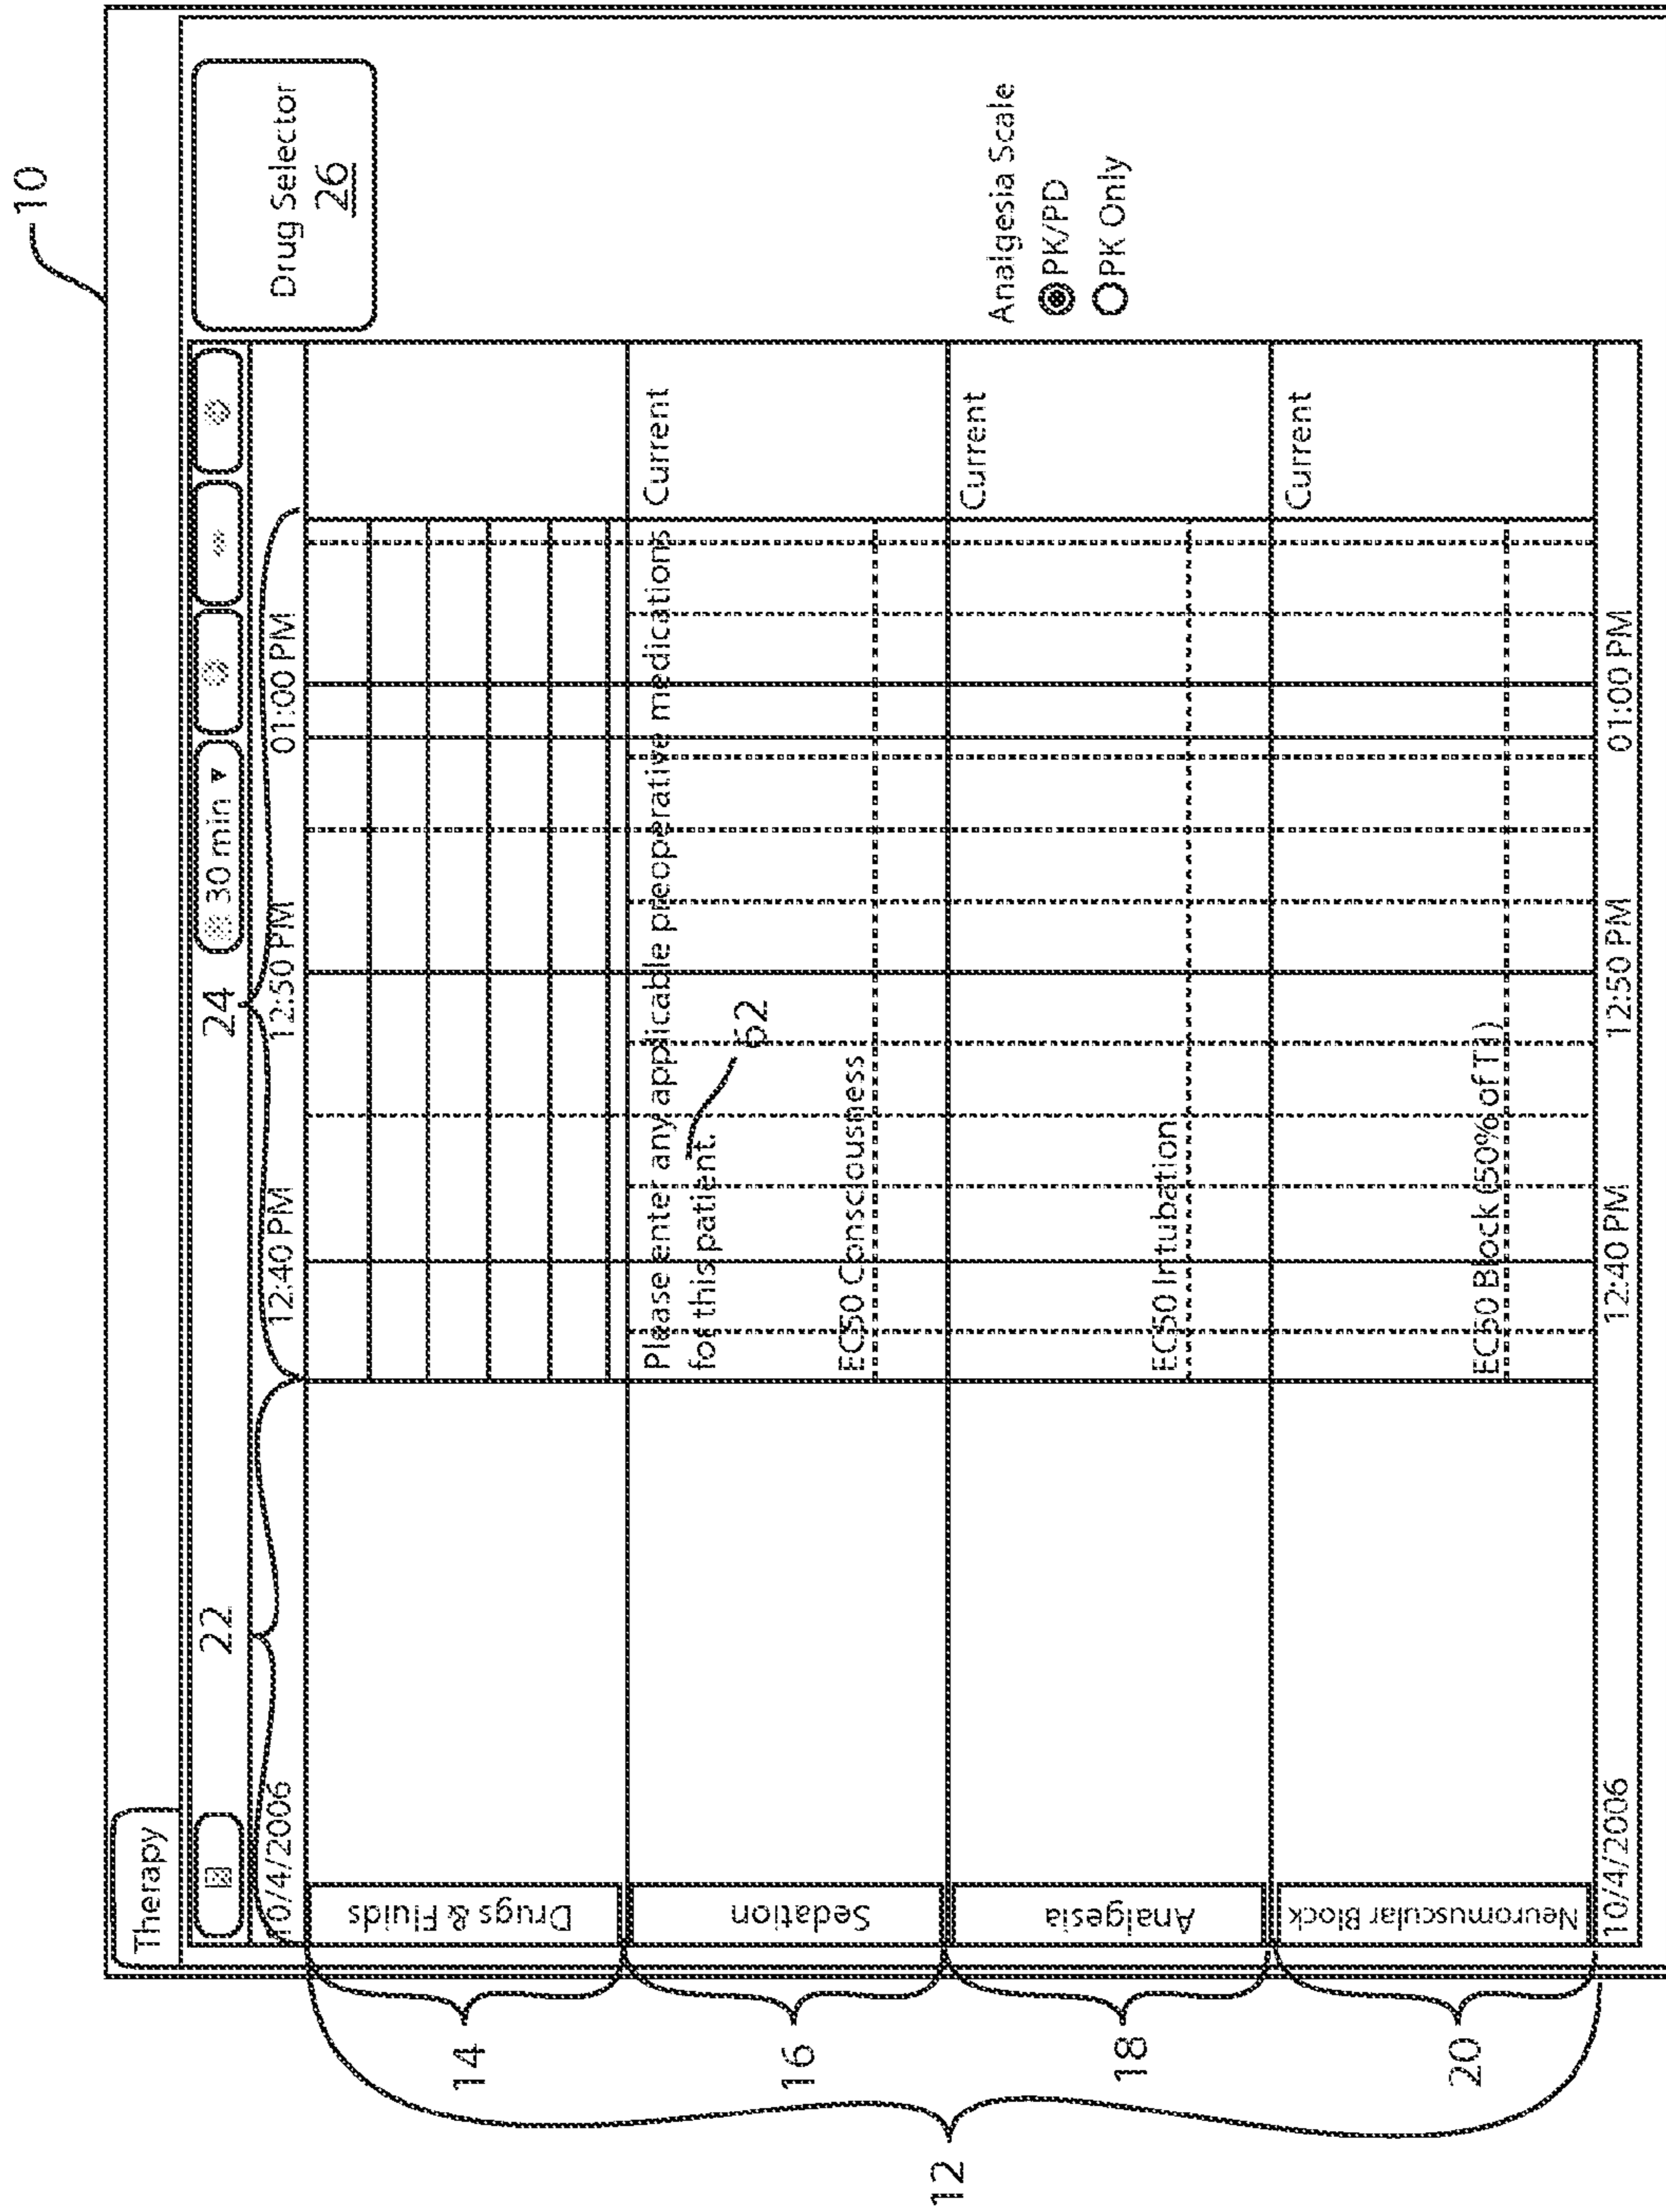 10
Therapy
22
24
30 min ▾
Drug Selector
26
10/4/2006 12:40 PM 12:50 PM 01:00 PM
12
14
Drugs & Fluids
16
Sedation
Please enter any applicable preoperative medications
for this patient.
62
EC50 Consciousness
Current
18
Analgesia
EC50 Intubation
Current
Analgesia Scale
PK/PD
PK Only
20
Neuromuscular Block
EC50 Block (50% of T1)
Current
10/4/2006 12:40 PM 12:50 PM 01:00 PM